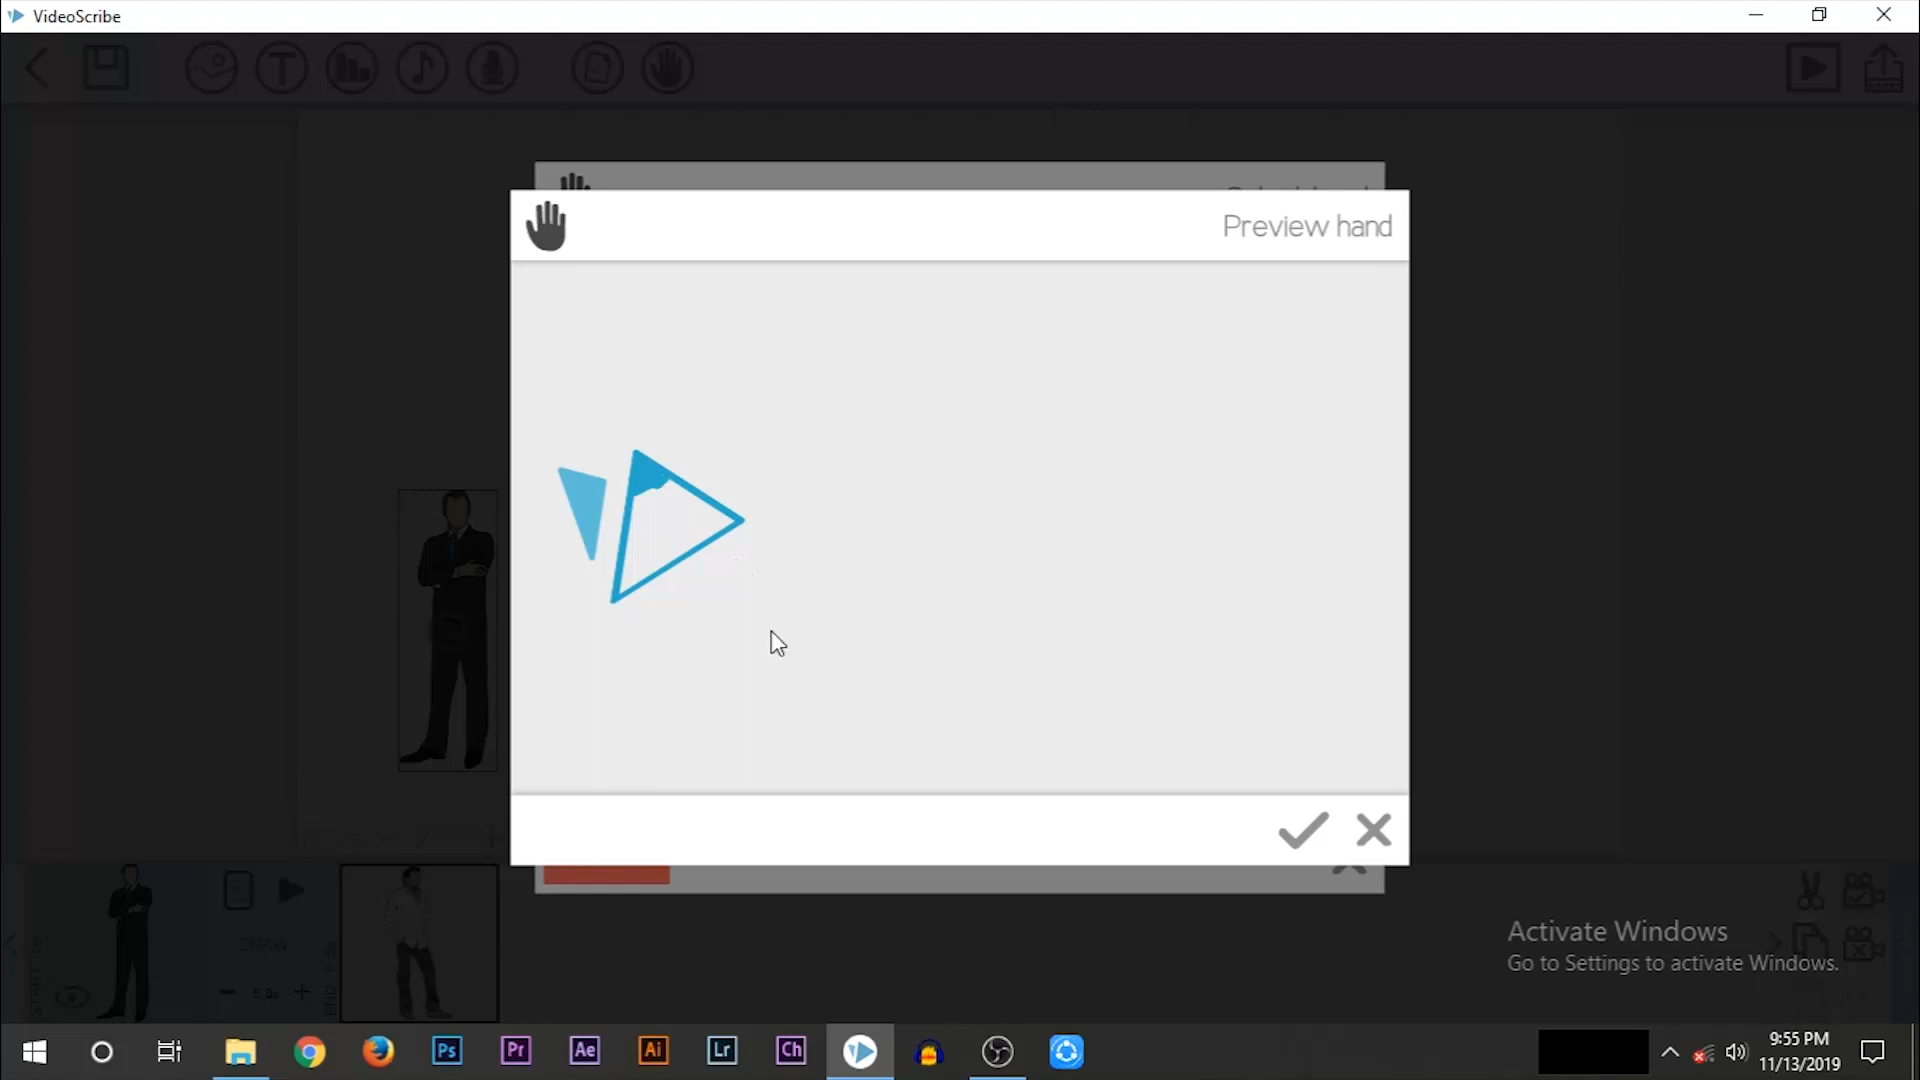 VideoScribe
Preview hand
DRAW
Activate Windows
Go to Settings to activate Windows.
Ps
Pr
Ae
Ai
Lr
Ch
9:55 PM
11/13/2019